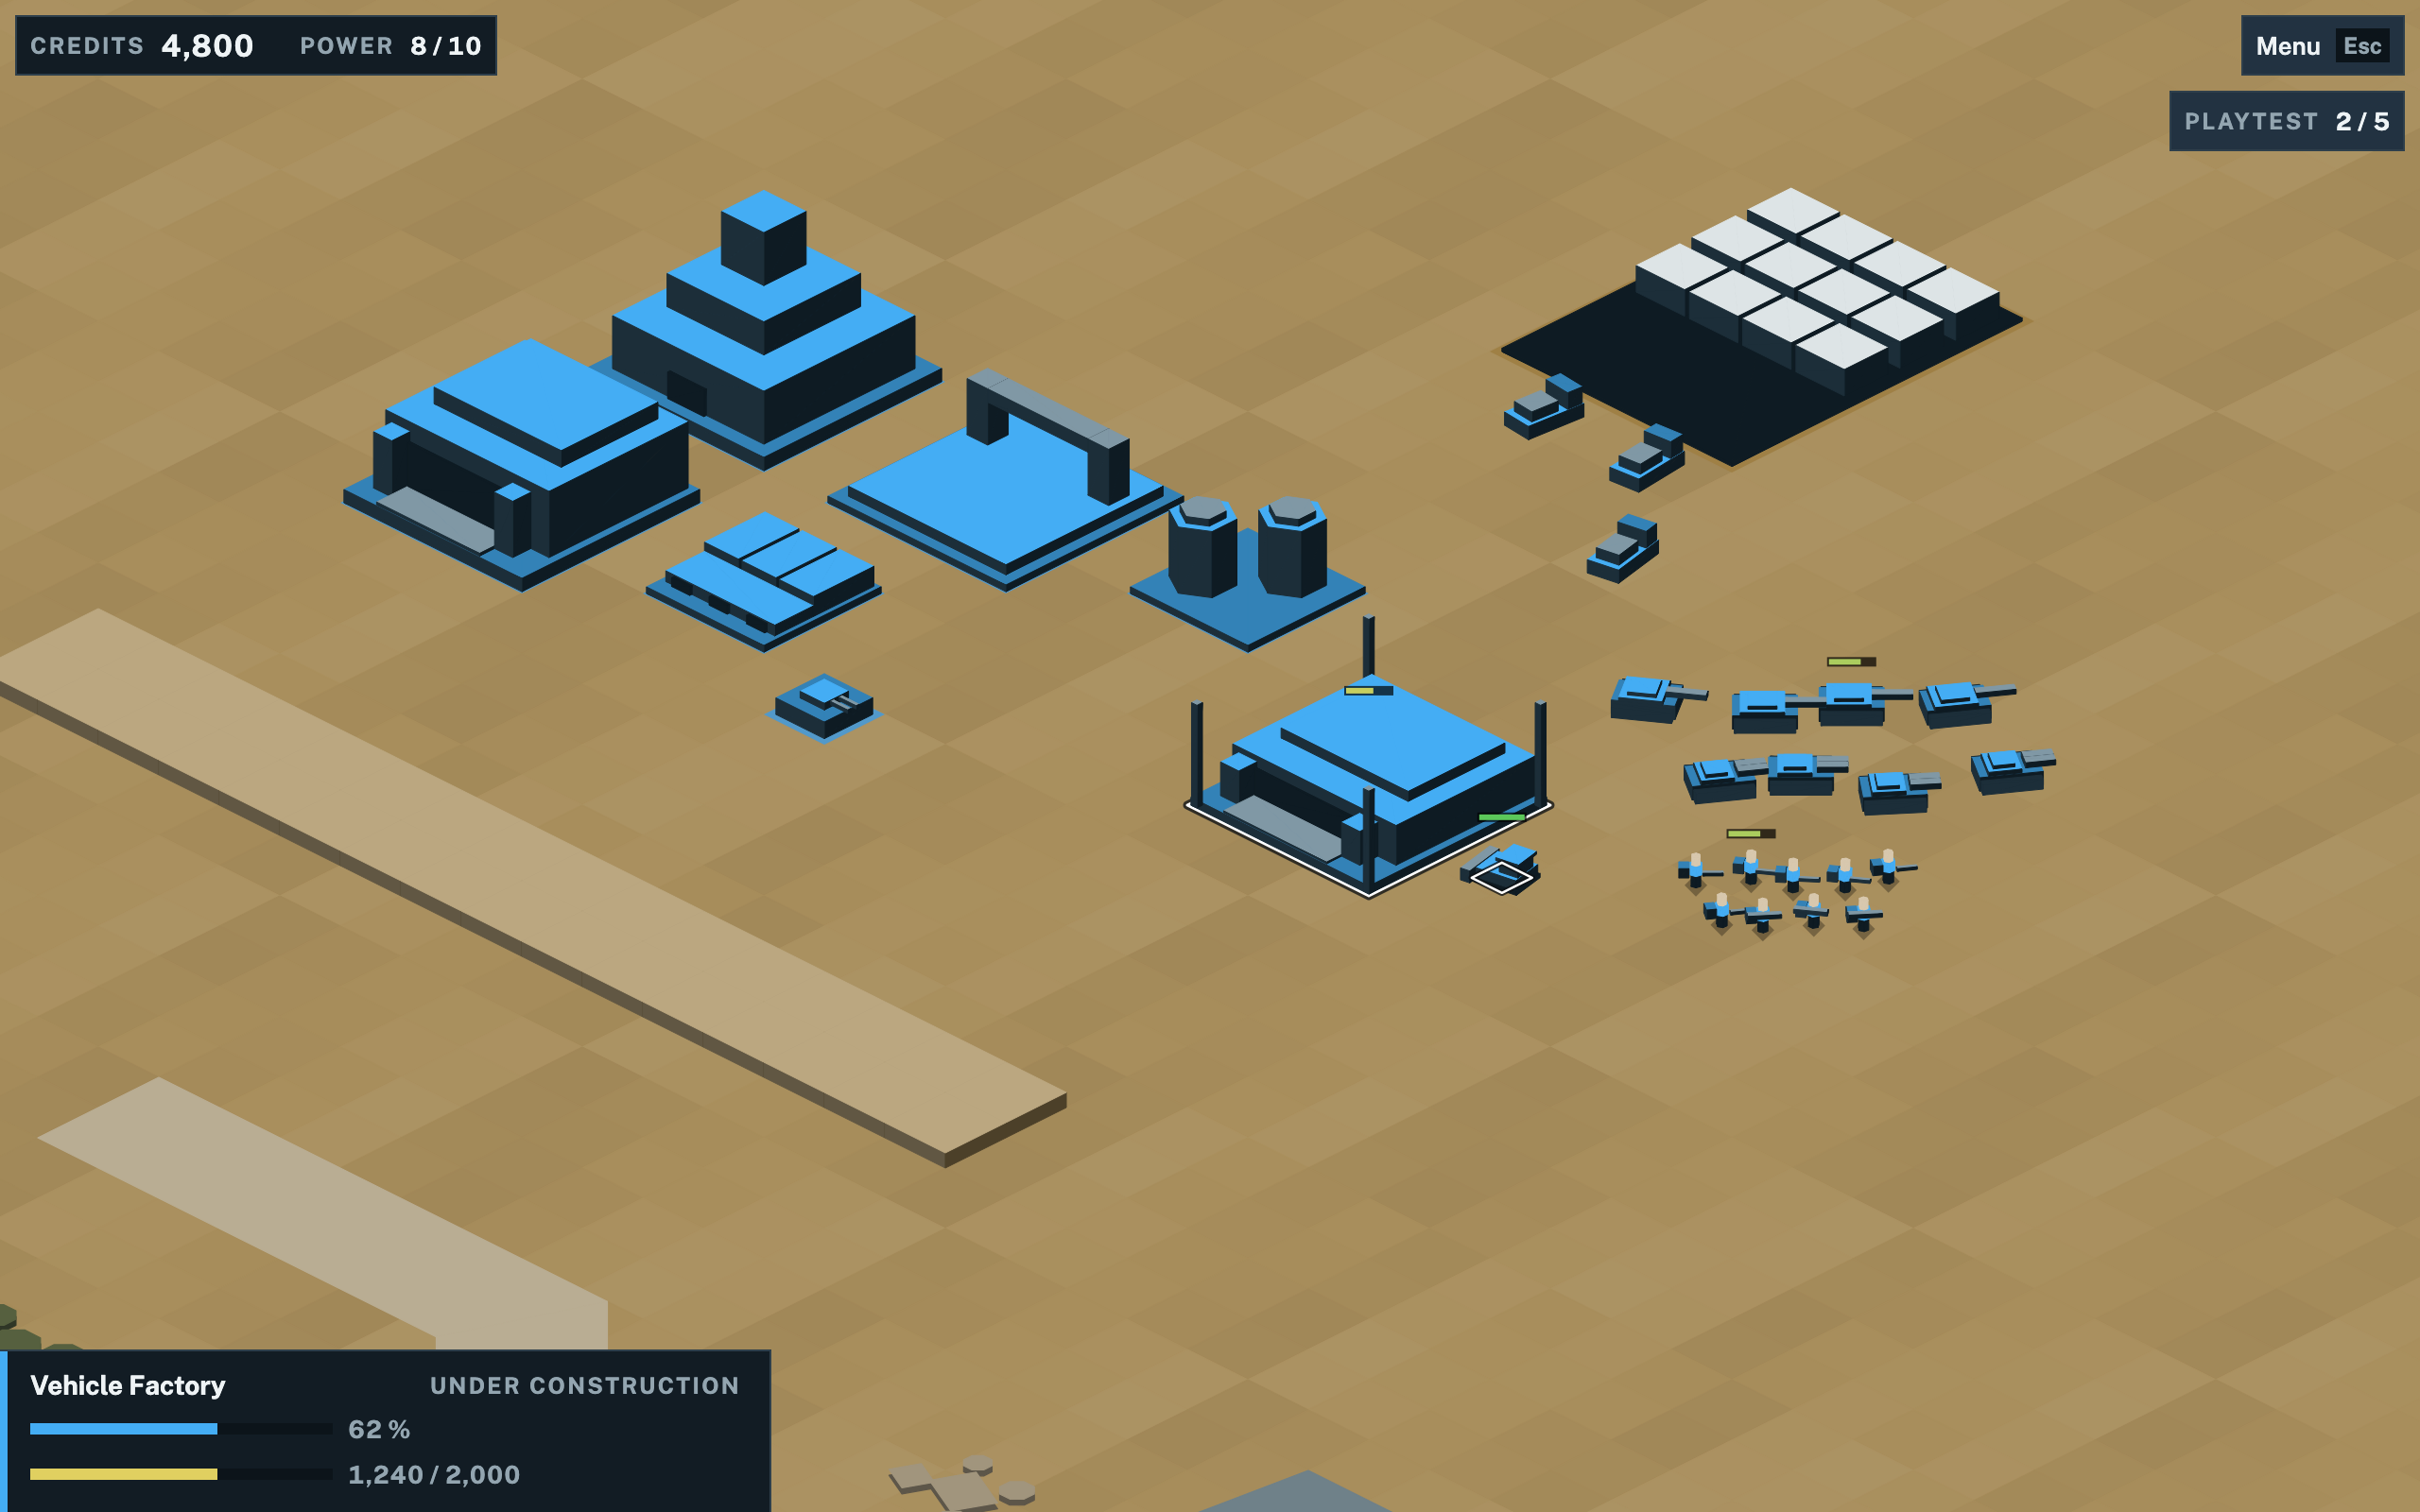 CREDITS 4,800 POWER 8/10
Menu Esc
PLAYTEST 2/5
Vehicle Factory UNDER CONSTRUCTION
62 %
1,240 / 2,000